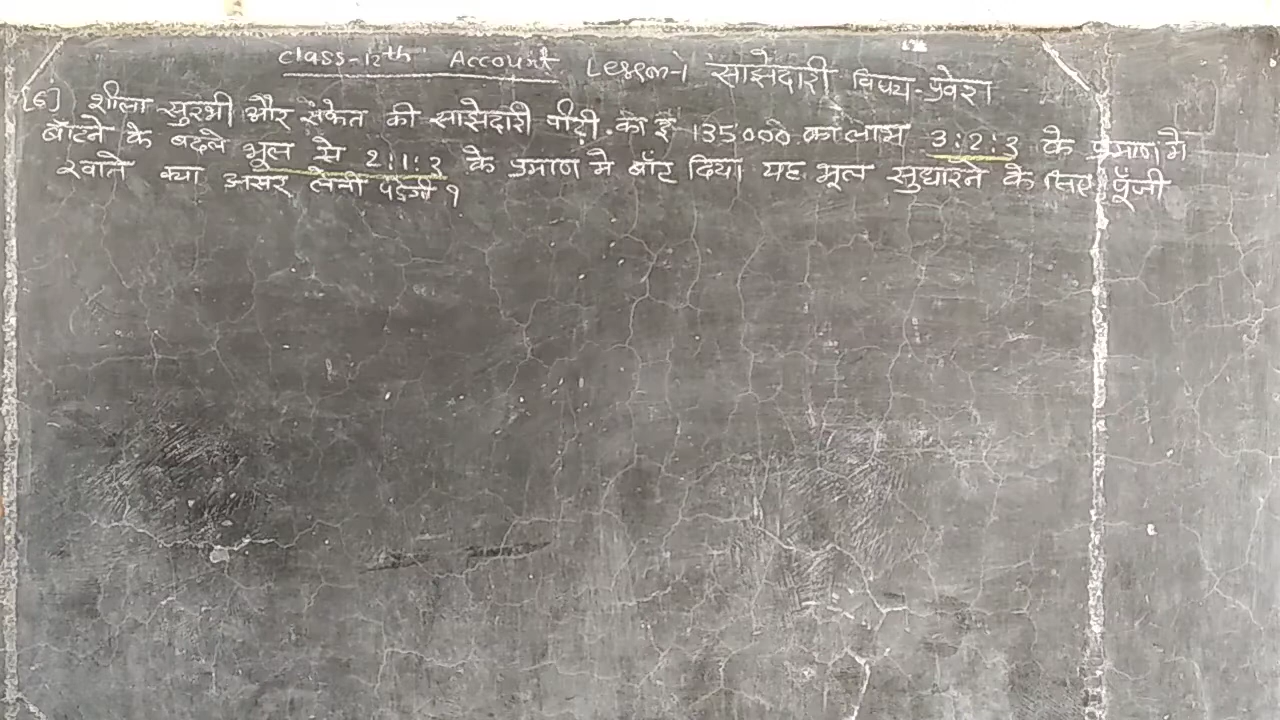 class-12th Account Lesson-1 साझेदारी विषय-प्रवेश
[6] शीला सुरभी और संकेत की साझेदारी पीढ़ी. का ₹ 135000 का लाभ 3:2:3 के प्रमाण मे
बाँटने के बदले भूल से 2:1:2 के प्रमाण मे बाँट दिया यह भूल सुधारने के लिए पूँजी
खाते क्या असर लेनी पडेगी ?